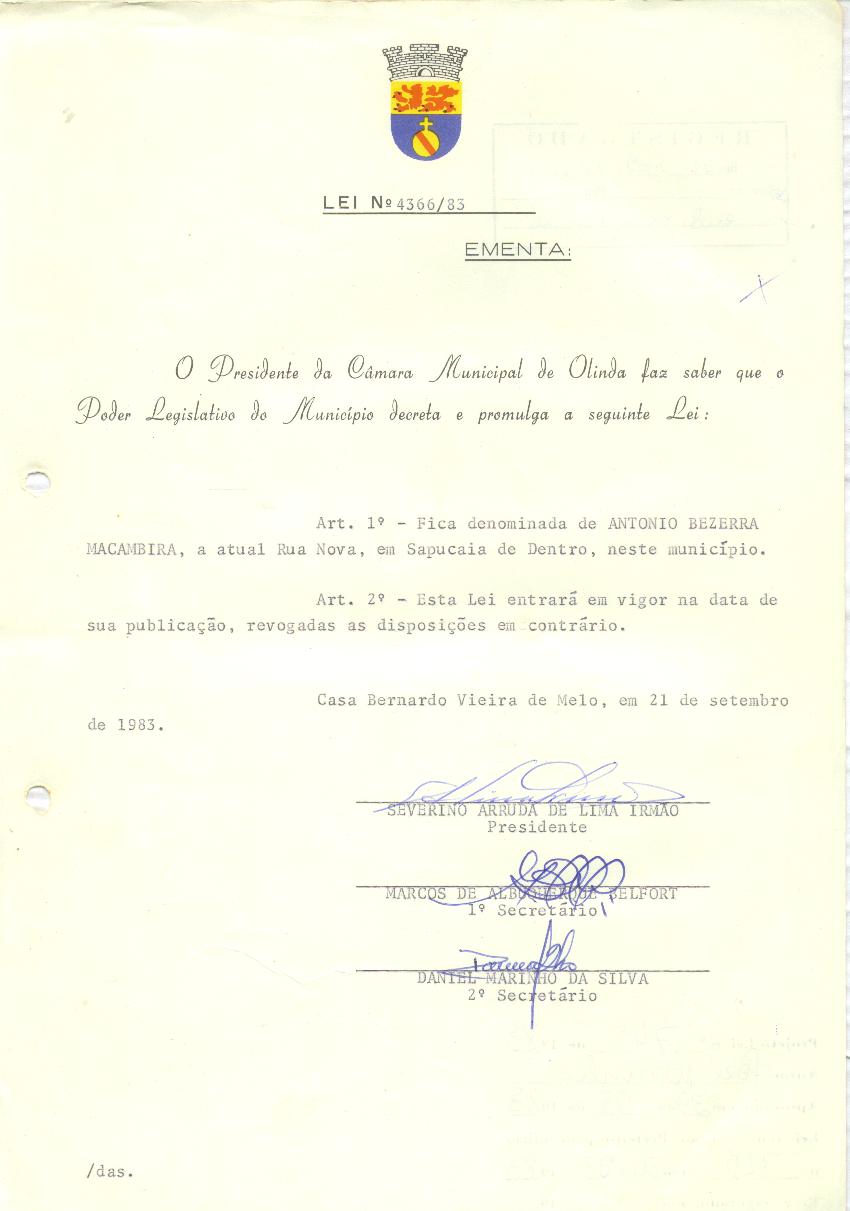 LEI Nº 4366/83
EMENTA:
O Presidente da Câmara Municipal de Olinda faz saber que o
Poder Legislativo do Município decreta e promulga a seguinte Lei:
Art. 1º - Fica denominada de ANTONIO BEZERRA
MACAMBIRA, a atual Rua Nova, em Sapucaia de Dentro, neste município.
Art. 2º - Esta Lei entrará em vigor na data de
sua publicação, revogadas as disposições em contrário.
Casa Bernardo Vieira de Melo, em 21 de setembro
de 1983.
SEVERINO ARRUDA DE LIMA IRMÃO
Presidente
MARCOS DE ALBUQUERQUE BELFORT
1º Secretário
DANIEL MARINHO DA SILVA
2º Secretário
/das.